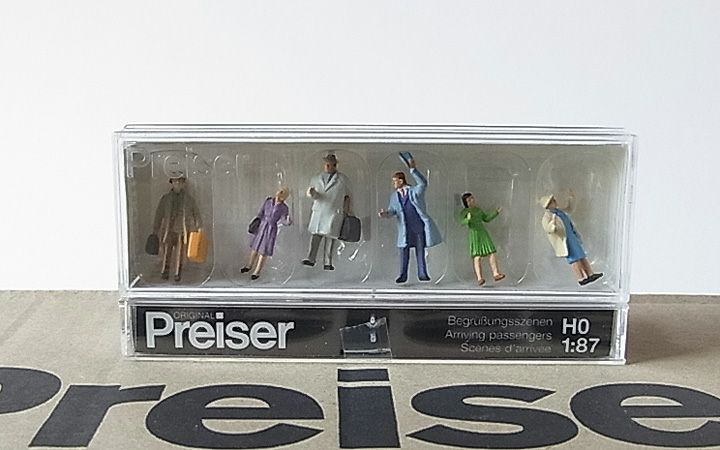 Preiser
ORIGINAL
Preiser
Begrüßungsszenen
Arriving passengers
Scènes d'arrivée
H0
1:87
Preise